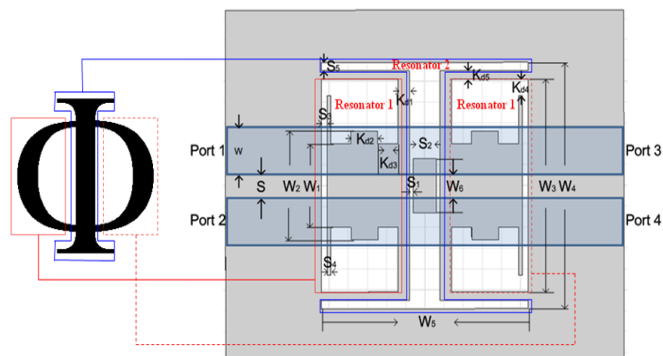 Φ
Resonator 2
S5
Kd5
Kd4
Resonator 1
Resonator 1
Kd1
S3
Port 1
W
Kd2
S2
Port 3
Kd3
S
W2
W1
S1
W6
W3
W4
Port 2
Port 4
S4
W5